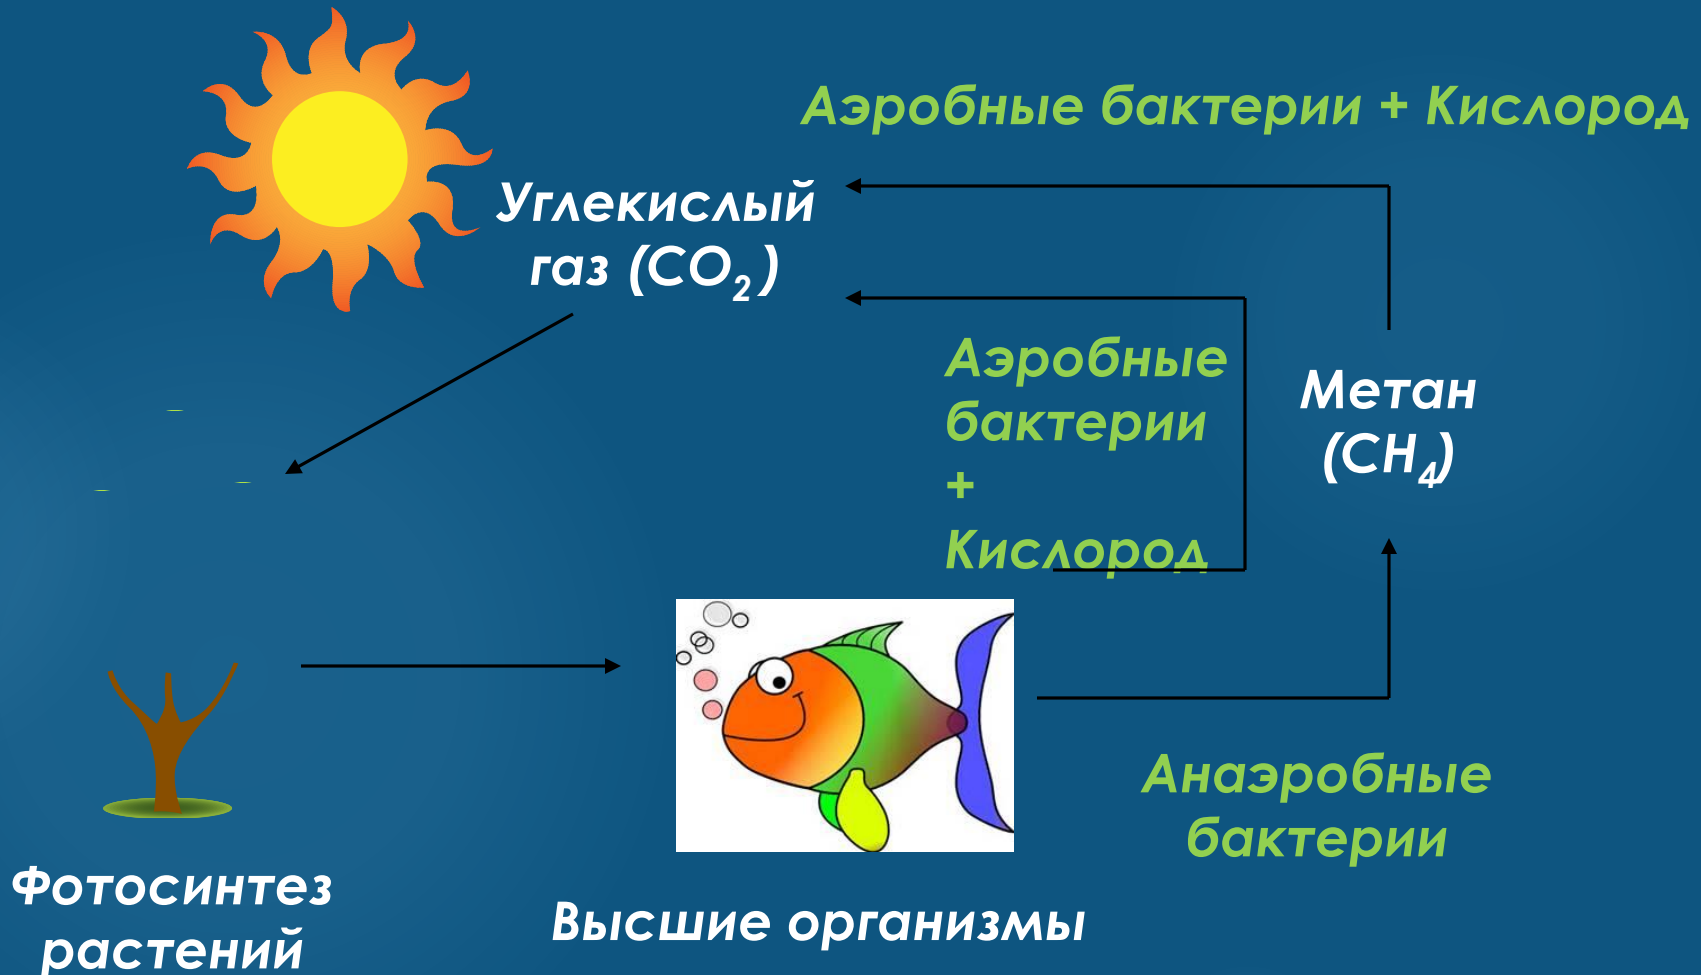 Аэробные бактерии + Кислород
Углекислый
газ (CO₂ )
Аэробные
бактерии
+
Кислород
Метан
(CH₄)
Анаэробные
бактерии
Фотосинтез
растений
Высшие организмы